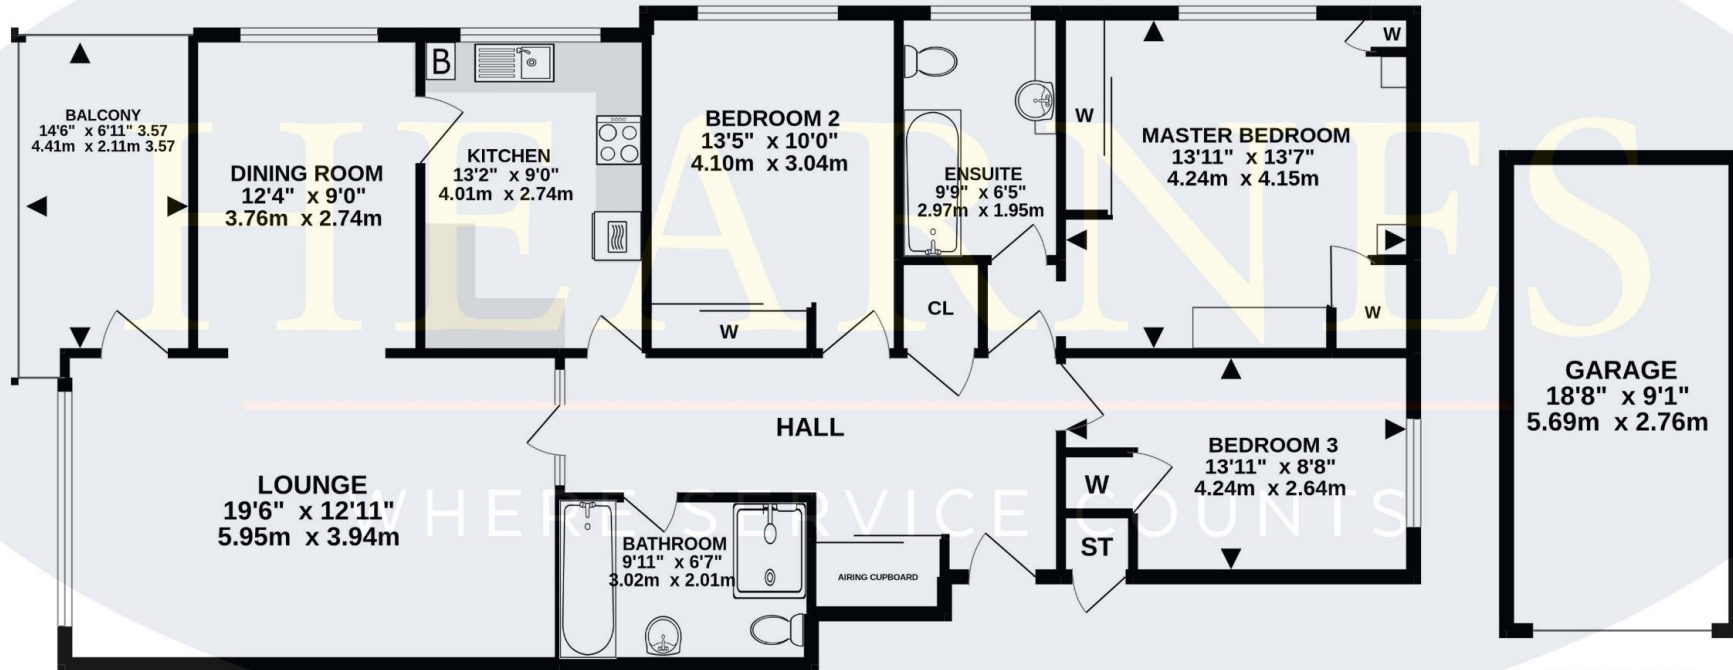 HEARNES
WHERE SERVICE COUNTS
BALCONY
14'6" x 6'11" 3.57
4.41m x 2.11m 3.57
DINING ROOM
12'4" x 9'0"
3.76m x 2.74m
B
KITCHEN
13'2" x 9'0"
4.01m x 2.74m
BEDROOM 2
13'5" x 10'0"
4.10m x 3.04m
W
ENSUITE
9'9" x 6'5"
2.97m x 1.95m
CL
W
MASTER BEDROOM
13'11" x 13'7"
4.24m x 4.15m
W
W
GARAGE
18'8" x 9'1"
5.69m x 2.76m
HALL
LOUNGE
19'6" x 12'11"
5.95m x 3.94m
BATHROOM
9'11" x 6'7"
3.02m x 2.01m
AIRING CUPBOARD
BEDROOM 3
13'11" x 8'8"
4.24m x 2.64m
W
ST